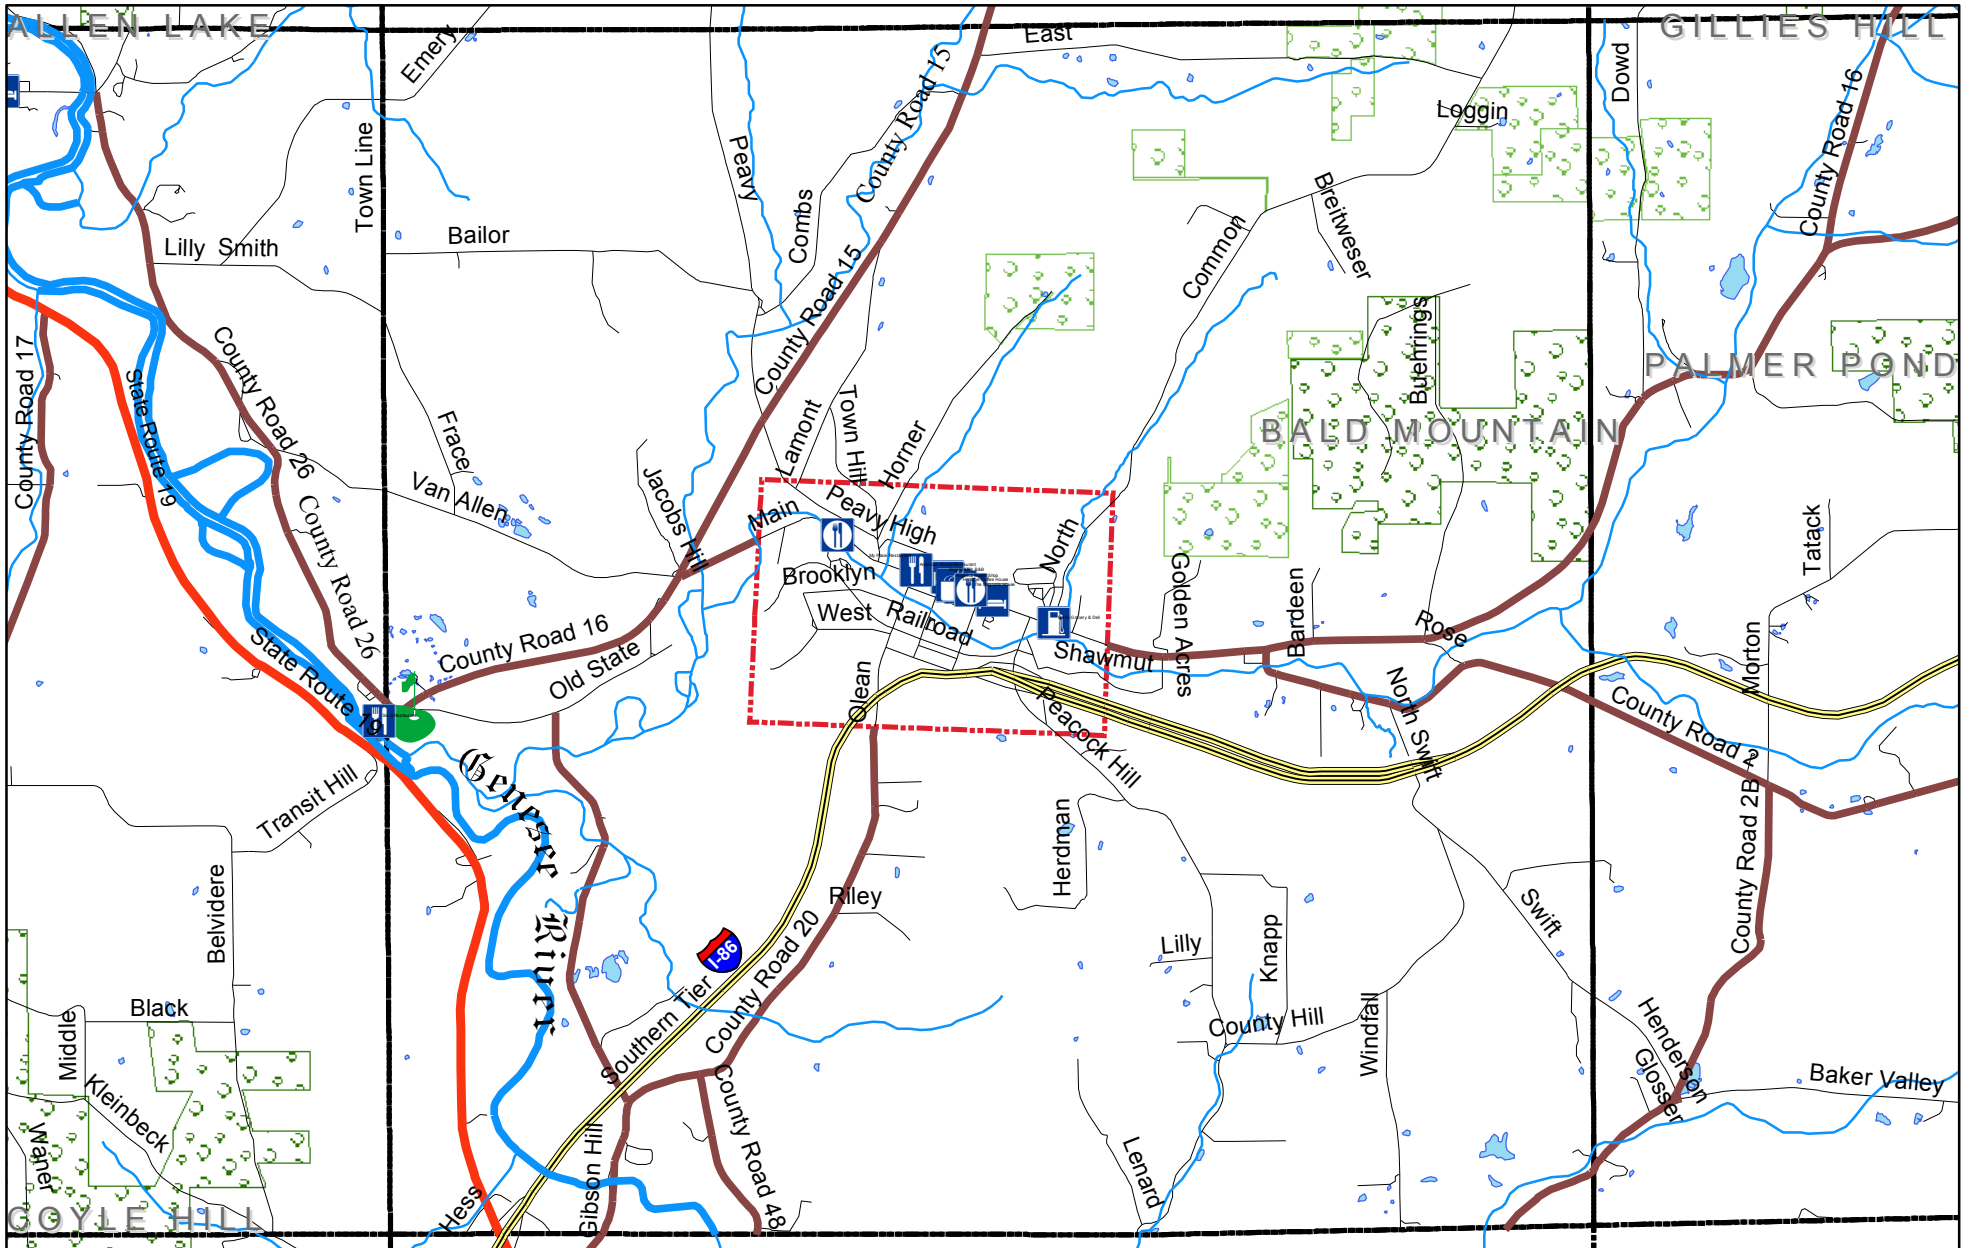 ALLEN LAKE
GILLIES HILL
East
Emery
County Road 15
Dowd
County Road 16
Loggin
Town Line
Peavy
Combs
Breitweser
Common
Bailor
Lilly Smith
County Road 15
Buehrings
County Road 17
County Road 26
State Route 19
PALMER POND
BALD MOUNTAIN
Frace
Lamont
Town Hill
Horner
Van Allen
Jacobs Hill
Main
Peavy
High
North
County Road 26
Tatack
Brooklyn
West
Railroad
Golden Acres
Bardeen
Rose
Shawmut
County Road 16
Old State
State Route 19
Olean
Peacock Hill
North Swift
Morton
County Road 2
Genesee River
Transit Hill
Herdman
County Road 2B
Belvidere
Riley
Swift
County Road 20
Lilly
Knapp
I-86
Southern Tier
Black
Middle
County Hill
Windfall
Henderson
Glosser
Baker Valley
Kleinbeck
Waner
County Road 48
Gibson Hill
Lenard
Hess
COYLE HILL